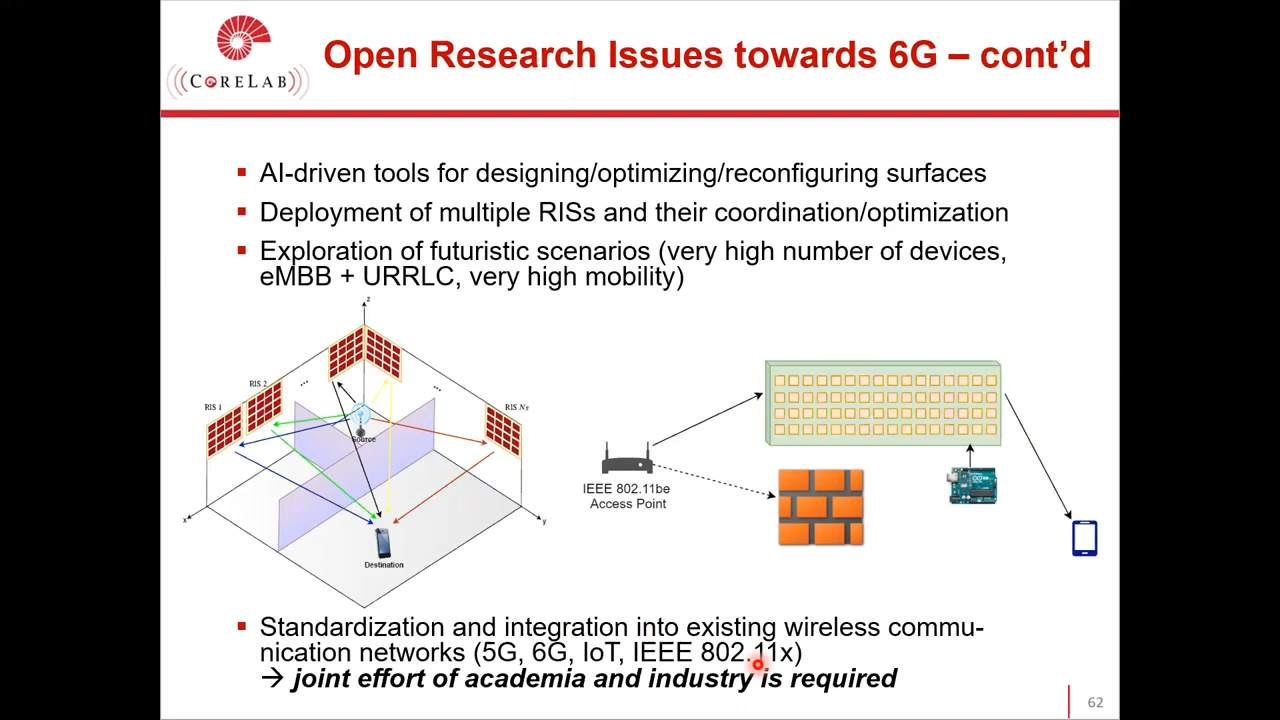 CORELAB
Open Research Issues towards 6G – cont’d
AI-driven tools for designing/optimizing/reconfiguring surfaces
Deployment of multiple RISs and their coordination/optimization
Exploration of futuristic scenarios (very high number of devices,
eMBB + URRLC, very high mobility)
z
RIS 2
...
...
RIS 1
RIS N_S
Source
x
y
Destination
IEEE 802.11be
Access Point
Standardization and integration into existing wireless commu-
nication networks (5G, 6G, IoT, IEEE 802.11x)
→ joint effort of academia and industry is required
62